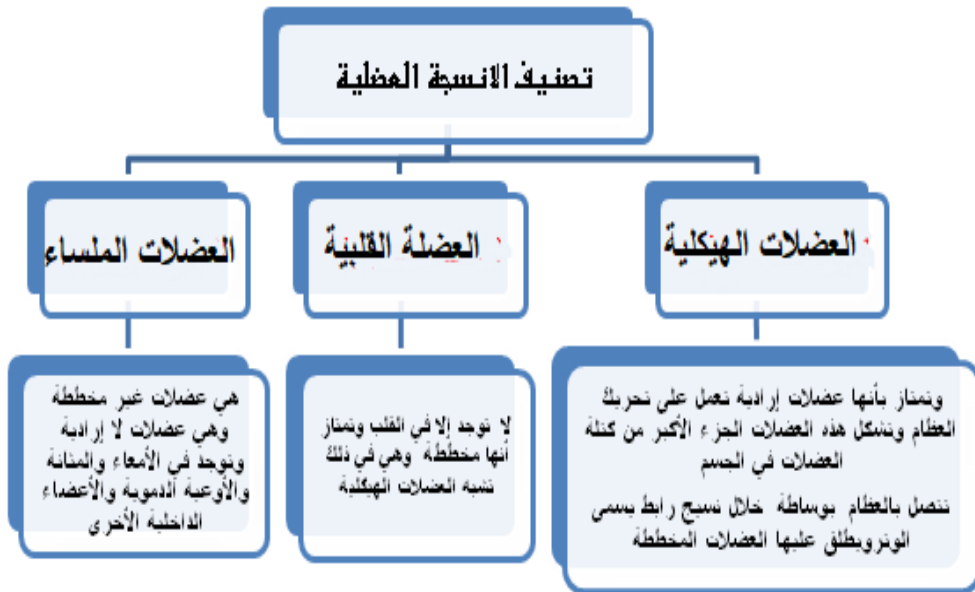 تصنيف الانسجة العضلية
العضلات الهيكلية
العضلة القلبية
العضلات الملساء
وتمتاز بأنها عضلات إرادية تعمل على تحريك
العظام وتشكل هذه العضلات الجزء الأكبر من كتلة
العضلات في الجسم
تتصل بالعظام بوساطة خلال نسيج رابط يسمى
الوترويطلق عليها العضلات المخططة
لا توجد إلا في القلب وتمتاز
أنها مخططة وهي في ذلك
تشبه العضلات الهيكلية
هي عضلات غير مخططة
وهي عضلات لا إرادية
وتوجد في الأمعاء والمثانة
والأوعية الدموية والأعضاء
الداخلية الأخرى